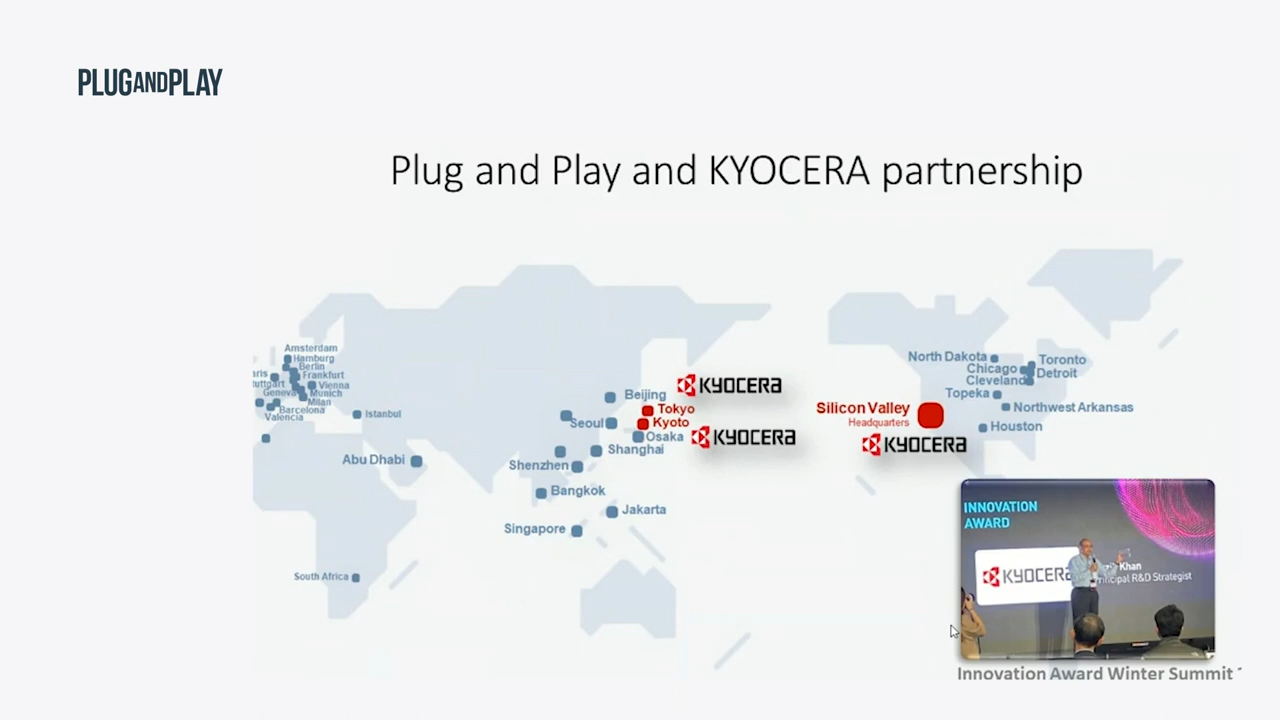 PLUGANDPLAY
Plug and Play and KYOCERA partnership
Amsterdam
Hamburg
Berlin
Frankfurt
Vienna
Geneva
Munich
Milan
Barcelona
Valencia
Istanbul
Abu Dhabi
South Africa
Beijing
Seoul
Tokyo
Kyoto
Osaka
Shanghai
Shenzhen
Bangkok
Jakarta
Singapore
KYOCERA
KYOCERA
Silicon Valley
Headquarters
KYOCERA
North Dakota
Toronto
Chicago
Detroit
Cleveland
Topeka
Northwest Arkansas
Houston
INNOVATION
AWARD
KYOCERA
Khan
Principal R&D Strategist
Innovation Award Winter Summit